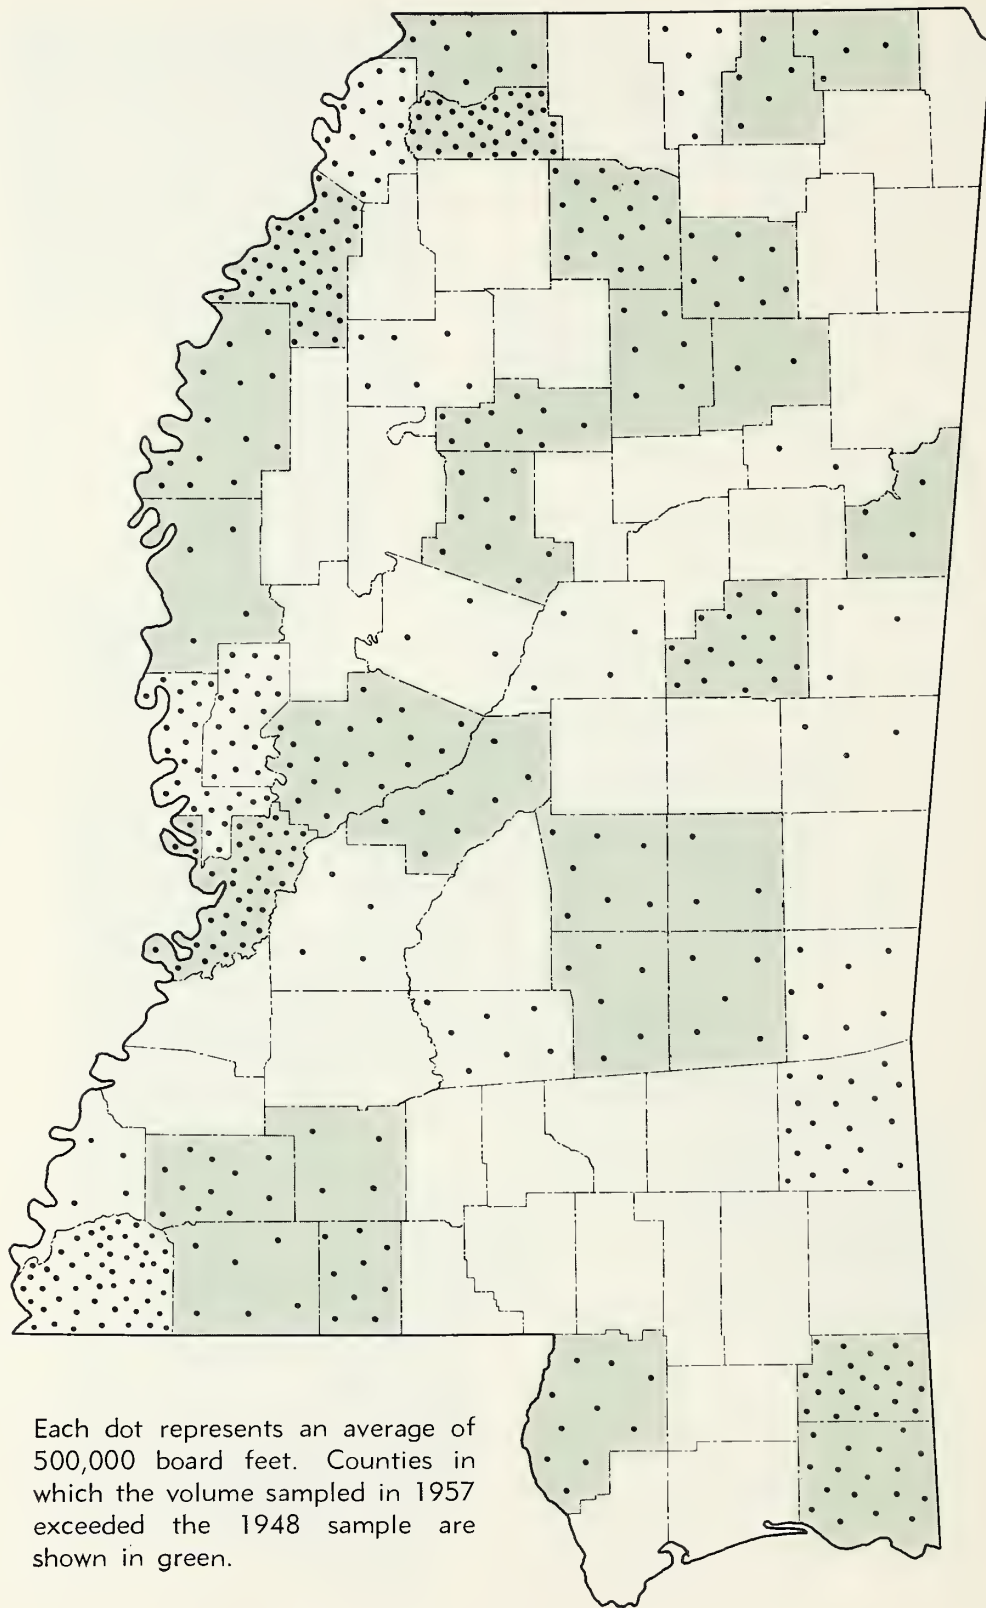 Each dot represents an average of
500,000 board feet. Counties in
which the volume sampled in 1957
exceeded the 1948 sample are
shown in green.